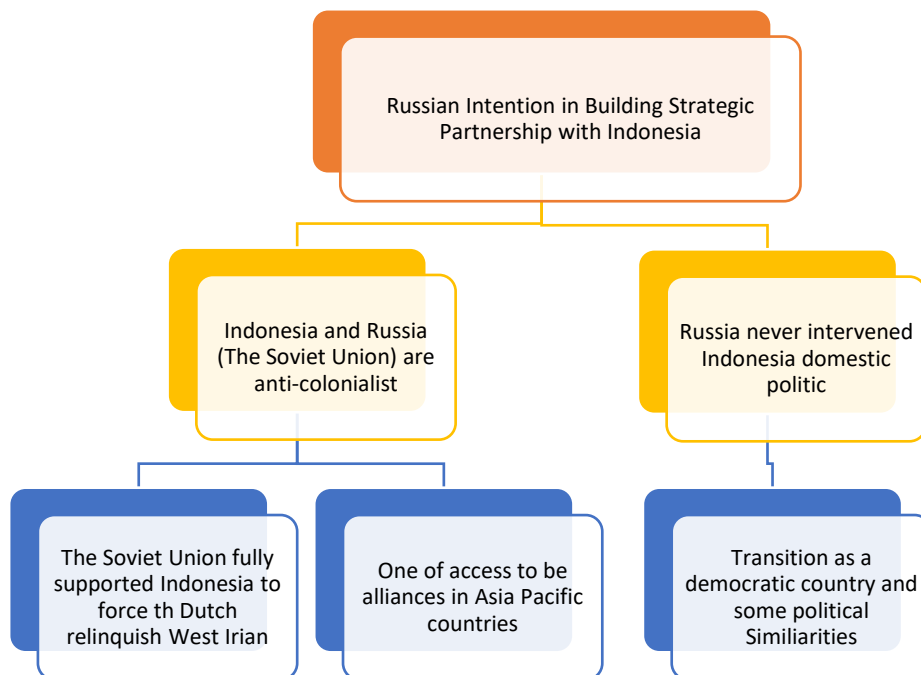 Russian Intention in Building Strategic
Partnership with Indonesia
Indonesia and Russia
(The Soviet Union) are
anti-colonialist
Russia never intervened
Indonesia domestic
politic
The Soviet Union fully
supported Indonesia to
force th Dutch
relinquish West Irian
One of access to be
alliances in Asia Pacific
countries
Transition as a
democratic country and
some political
Similiarities